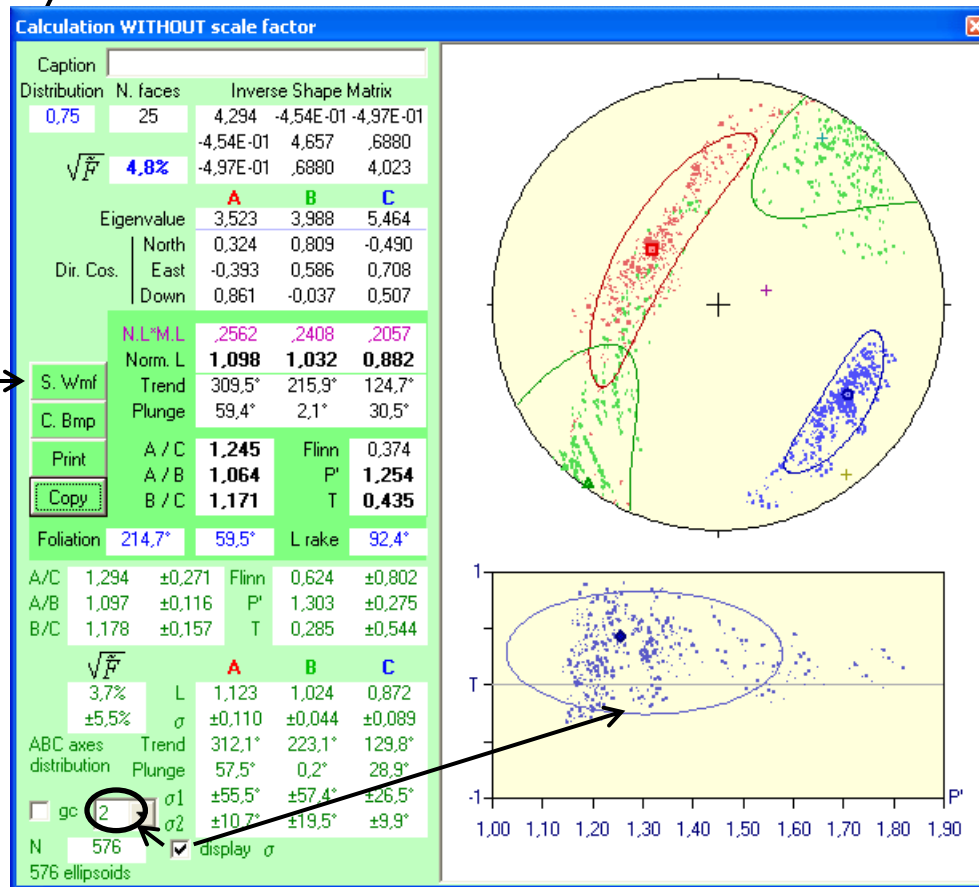 Calculation WITHOUT scale factor
Caption
Distribution N. faces Inverse Shape Matrix
0,75 25 4,294 -4,54E-01 -4,97E-01
-4,54E-01 4,657 ,6880
√F̃ 4,8% -4,97E-01 ,6880 4,023
A B C
Eigenvalue 3,523 3,988 5,464
North 0,324 0,809 -0,490
Dir. Cos. East -0,393 0,586 0,708
Down 0,861 -0,037 0,507
N.L*M.L ,2562 ,2408 ,2057
Norm. L 1,098 1,032 0,882
S. Wmf Trend 309,5° 215,9° 124,7°
C. Bmp Plunge 59,4° 2,1° 30,5°
Print A / C 1,245 Flinn 0,374
A / B 1,064 P' 1,254
Copy B / C 1,171 T 0,435
Foliation 214,7° 59,5° L rake 92,4°
A/C 1,294 ±0,271 Flinn 0,624 ±0,802
A/B 1,097 ±0,116 P' 1,303 ±0,275
B/C 1,178 ±0,157 T 0,285 ±0,544
√F̃ A B C
3,7% L 1,123 1,024 0,872
±5,5% σ ±0,110 ±0,044 ±0,089
ABC axes Trend 312,1° 223,1° 129,8°
distribution Plunge 57,5° 0,2° 28,9°
gc 2 σ1 ±55,5° ±57,4° ±26,5°
σ2 ±10,7° ±19,5° ±9,9°
N 576 display σ
576 ellipsoids
1
T
-1 P'
1,00 1,10 1,20 1,30 1,40 1,50 1,60 1,70 1,80 1,90